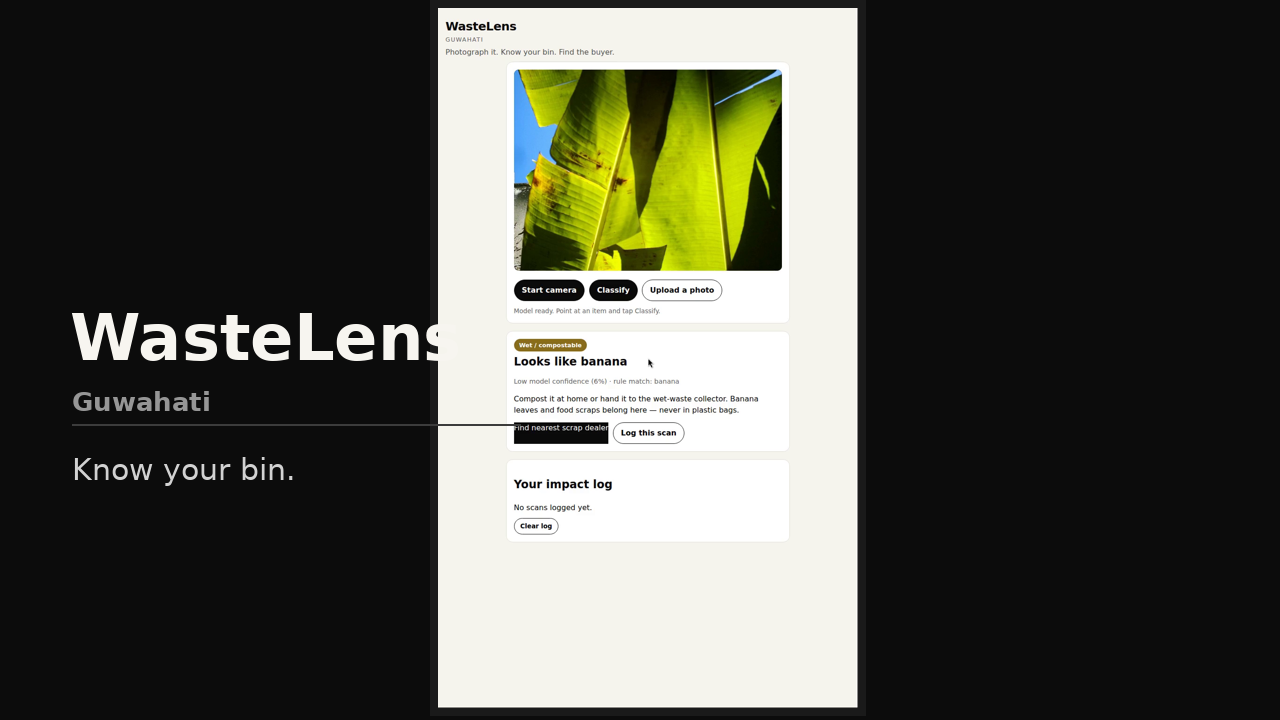 WasteLens
Guwahati
Know your bin.
WasteLens
GUWAHATI
Photograph it. Know your bin. Find the buyer.
Start camera Classify Upload a photo
Model ready. Point at an item and tap Classify.
Wet / compostable
Looks like banana
Low model confidence (6%) · rule match: banana
Compost it at home or hand it to the wet-waste collector. Banana
leaves and food scraps belong here — never in plastic bags.
Find nearest scrap dealer Log this scan
Your impact log
No scans logged yet.
Clear log